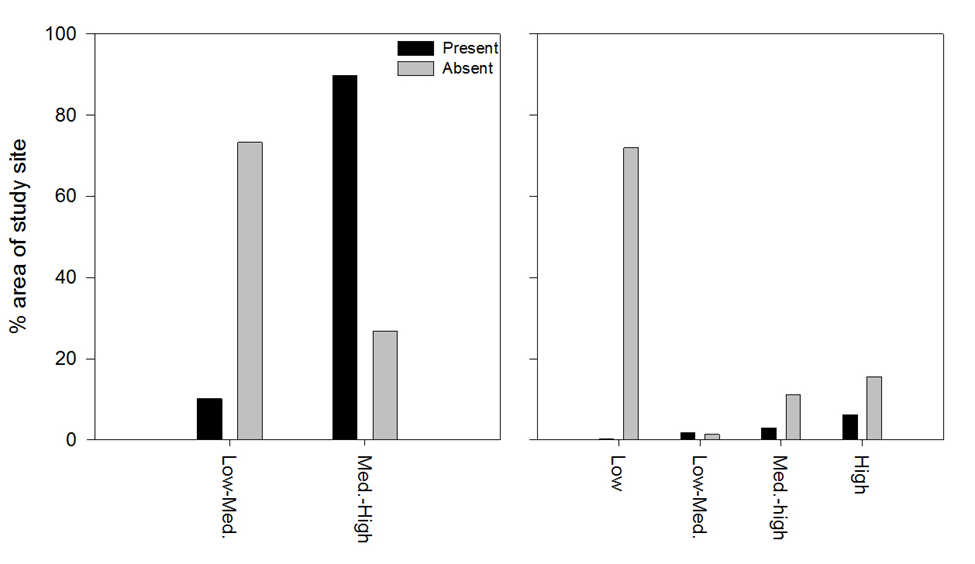 % area of study site
100
80
60
40
20
0
Present
Absent
Low-Med.
Med.-High
Low
Low-Med.
Med.-high
High